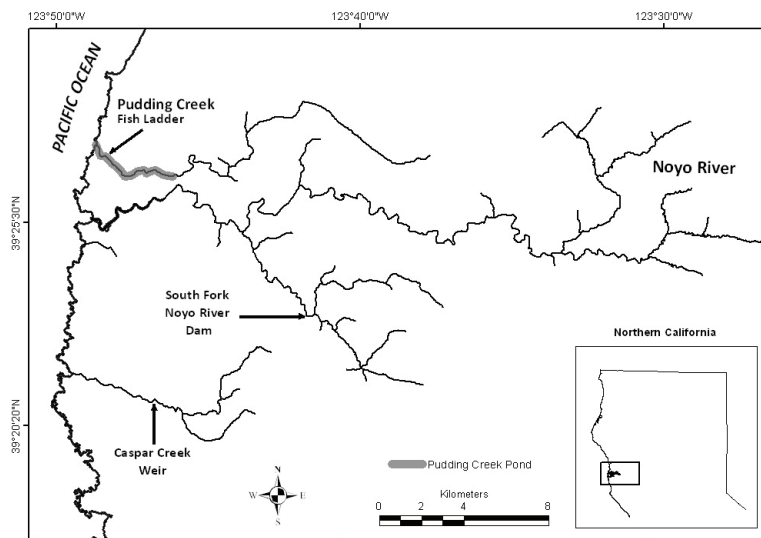 123°50'0"W
123°40'0"W
123°30'0"W
PACIFIC OCEAN
Pudding Creek
Fish Ladder
Noyo River
39°25'30"N
South Fork
Noyo River
Dam
Northern California
39°20'20"N
Caspar Creek
Weir
Pudding Creek Pond
N
W
E
S
Kilometers
0 2 4 8